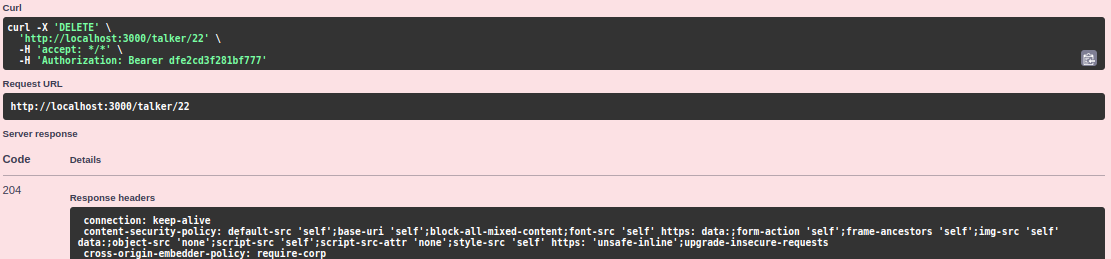 Curl
curl -X 'DELETE' \
'http://localhost:3000/talker/22' \
-H 'accept: */*' \
-H 'Authorization: Bearer dfe2cd3f281bf777'
Request URL
http://localhost:3000/talker/22
Server response
Code Details
204
Response headers
connection: keep-alive
content-security-policy: default-src 'self';base-uri 'self';block-all-mixed-content;font-src 'self' https: data:;form-action 'self';frame-ancestors 'self';img-src 'self'
data:;object-src 'none';script-src 'self';script-src-attr 'none';style-src 'self' https: 'unsafe-inline';upgrade-insecure-requests
cross-origin-embedder-policy: require-corp